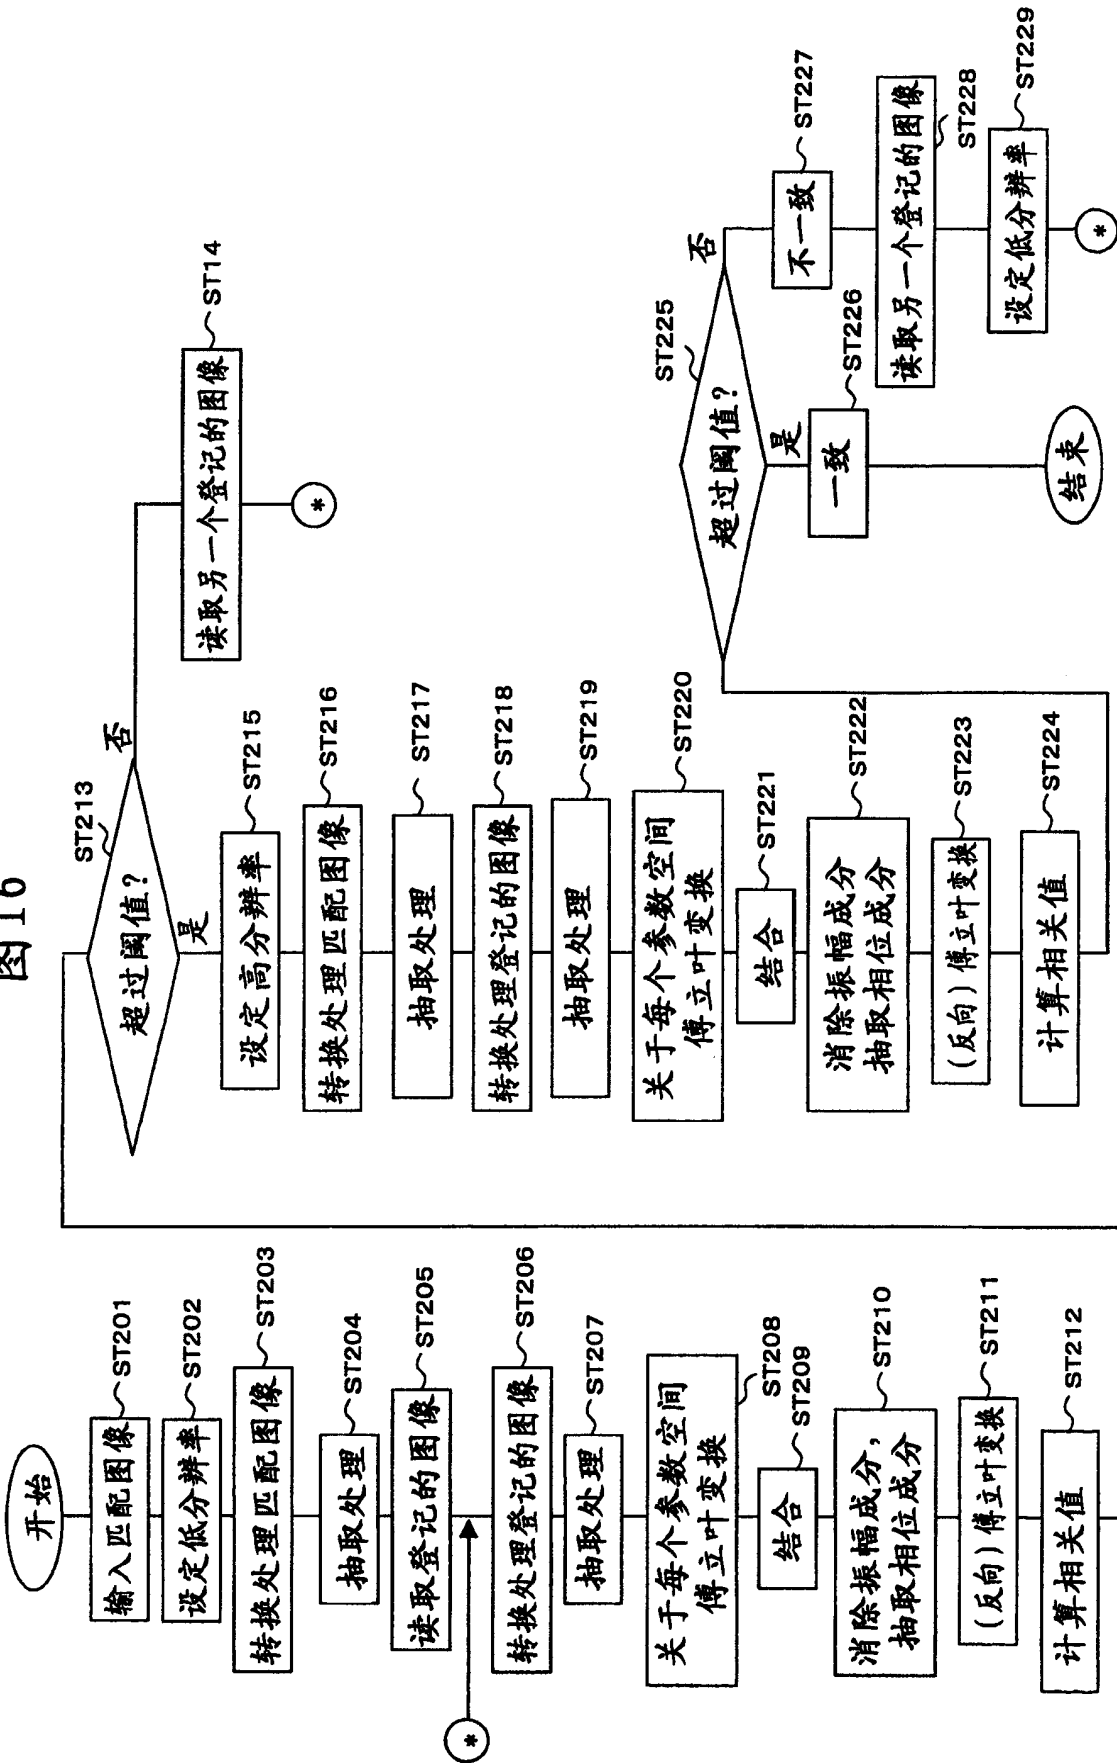 图16
开始
输入匹配图像
ST201
设定低分辨率
ST202
转换处理匹配图像
ST203
抽取处理
ST204
读取登记的图像
ST205
*
转换处理登记的图像
ST206
抽取处理
ST207
关于每个参数空间
傅立叶变换
ST208
结合
ST209
消除振幅成分,
抽取相位成分
ST210
(反向)傅立叶变换
ST211
计算相关值
ST212
超过阈值?
ST213
否
是
读取另一个登记的图像
ST14
*
设定高分辨率
ST215
转换处理匹配图像
ST216
抽取处理
ST217
转换处理登记的图像
ST218
抽取处理
ST219
关于每个参数空间
傅立叶变换
ST220
结合
ST221
消除振幅成分
抽取相位成分
ST222
(反向)傅立叶变换
ST223
计算相关值
ST224
超过阈值?
ST225
否
是
一致
ST226
结束
不一致
ST227
读取另一个登记的图像
ST228
设定低分辨率
ST229
*